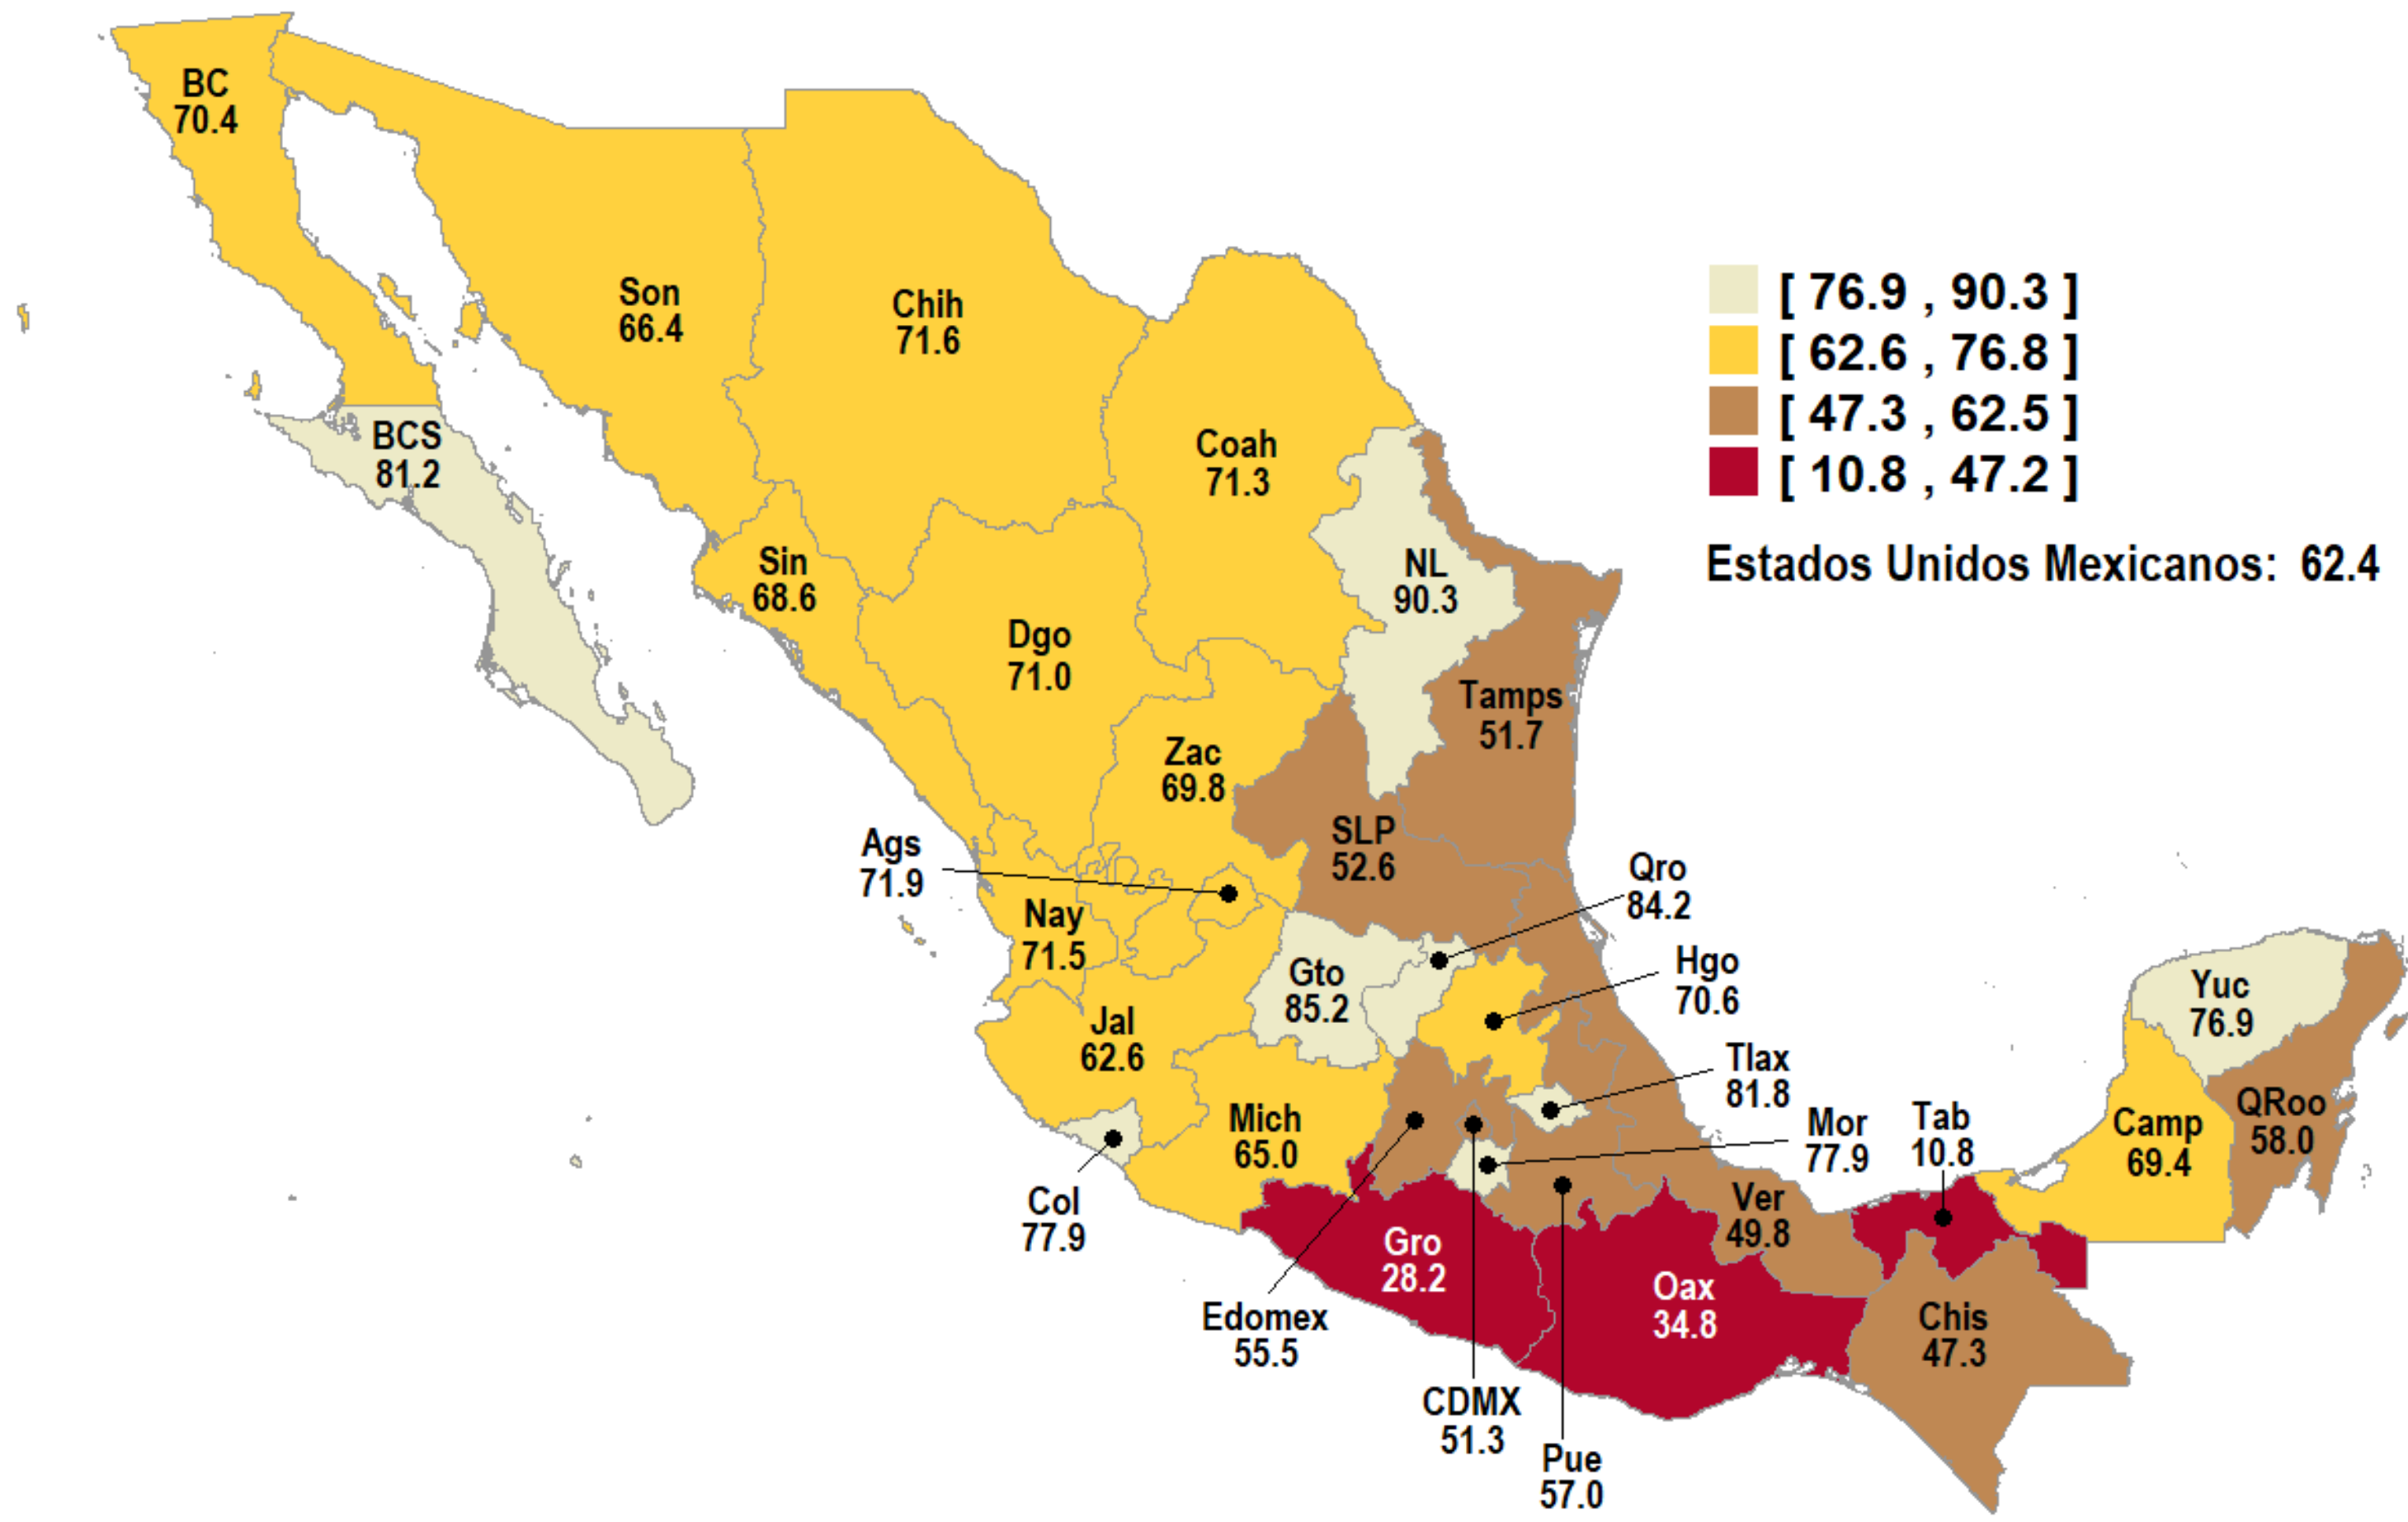 BC
70.4
Son
66.4
Chih
71.6
BCS
81.2
Coah
71.3
[ 76.9 , 90.3 ]
[ 62.6 , 76.8 ]
[ 47.3 , 62.5 ]
[ 10.8 , 47.2 ]
Estados Unidos Mexicanos: 62.4
Sin
68.6
NL
90.3
Dgo
71.0
Tamps
51.7
Zac
69.8
SLP
52.6
Ags
71.9
Qro
84.2
Nay
71.5
Gto
85.2
Hgo
70.6
Yuc
76.9
Jal
62.6
Tlax
81.8
Mich
65.0
Mor
77.9
Tab
10.8
Camp
69.4
QRoo
58.0
Col
77.9
Ver
49.8
Gro
28.2
Oax
34.8
Edomex
55.5
Chis
47.3
CDMX
51.3
Pue
57.0